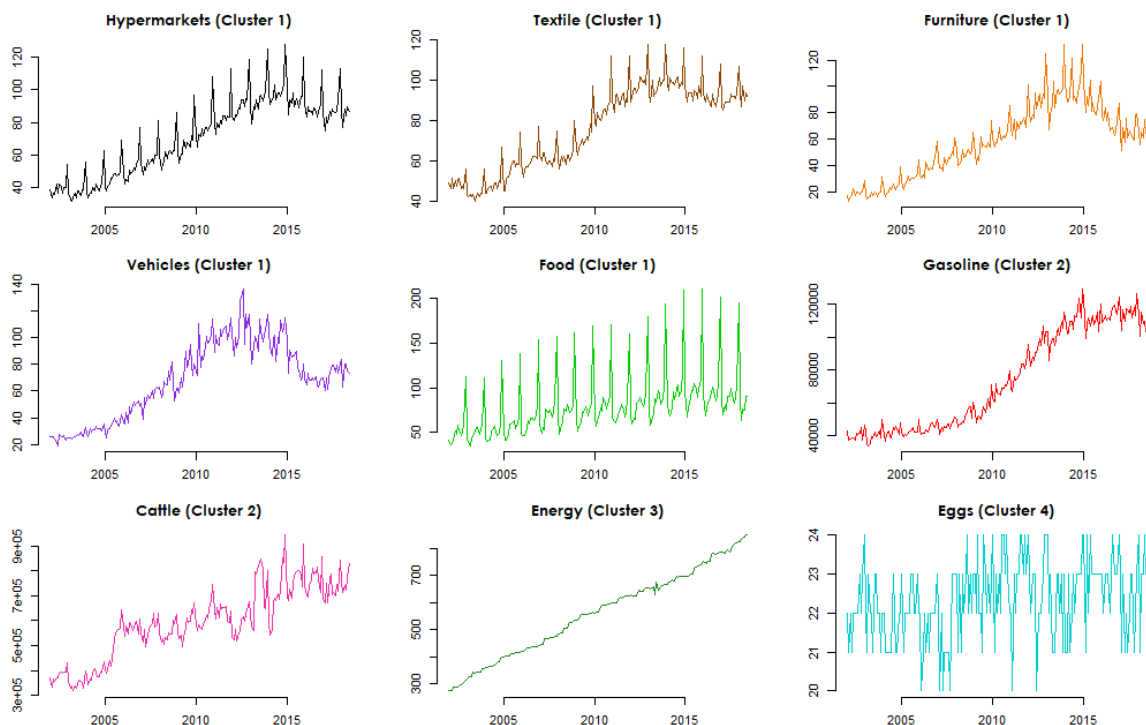 Hypermarkets (Cluster 1)
120
100
80
60
40
2005 2010 2015
Textile (Cluster 1)
120
100
80
60
40
2005 2010 2015
Furniture (Cluster 1)
120
100
80
60
40
20
2005 2010 2015
Vehicles (Cluster 1)
140
100
80
60
40
20
2005 2010 2015
Food (Cluster 1)
200
150
100
50
2005 2010 2015
Gasoline (Cluster 2)
120000
80000
40000
2005 2010 2015
Cattle (Cluster 2)
9e+05
7e+05
5e+05
3e+05
2005 2010 2015
Energy (Cluster 3)
700
500
300
2005 2010 2015
Eggs (Cluster 4)
24
23
22
21
20
2005 2010 2015